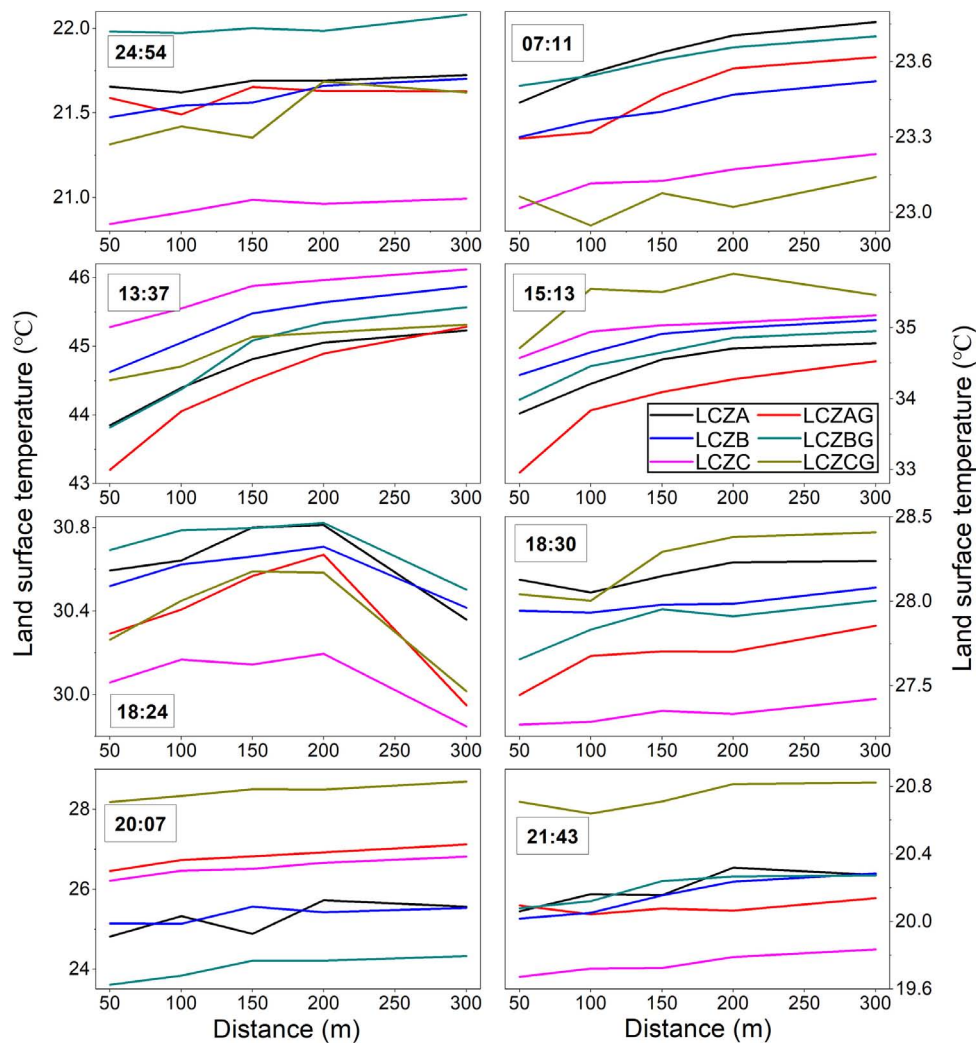 Land surface temperature (℃)
24:54
22.0
21.5
21.0
50 100 150 200 250 300
07:11
23.6
23.3
23.0
50 100 150 200 250 300
13:37
46
45
44
43
50 100 150 200 250 300
15:13
35
34
33
50 100 150 200 250 300
LCZA LCZAG
LCZB LCZBG
LCZC LCZCG
18:24
30.8
30.4
30.0
50 100 150 200 250 300
18:30
28.5
28.0
27.5
50 100 150 200 250 300
20:07
28
26
24
50 100 150 200 250 300
21:43
20.8
20.4
20.0
19.6
50 100 150 200 250 300
Distance (m)
Distance (m)
Land surface temperature (℃)